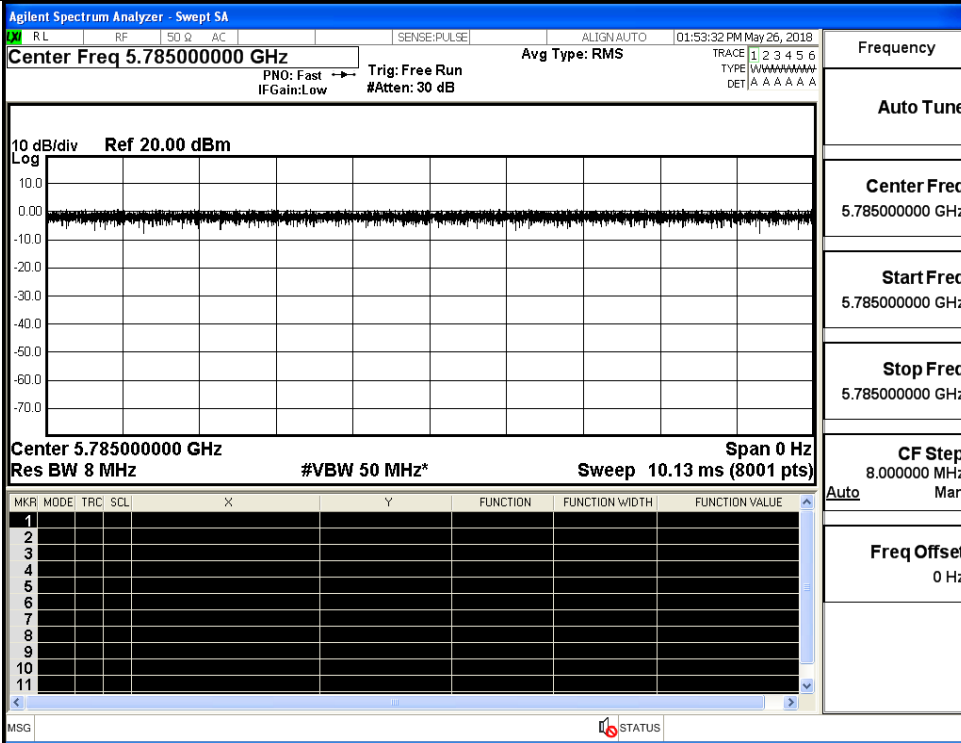 Agilent Spectrum Analyzer - Swept SA
LXI RL RF 50 Ω AC SENSE:PULSE ALIGN AUTO 01:53:32 PM May 26, 2018
Center Freq 5.785000000 GHz
Avg Type: RMS
TRACE 1 2 3 4 5 6
TYPE WWWWWW
DET A A A A A A
PNO: Fast
IFGain:Low
Trig: Free Run
#Atten: 30 dB
10 dB/div Ref 20.00 dBm
Log
10.0
0.00
-10.0
-20.0
-30.0
-40.0
-50.0
-60.0
-70.0
Center 5.785000000 GHz Span 0 Hz
Res BW 8 MHz #VBW 50 MHz* Sweep 10.13 ms (8001 pts)
MKR MODE TRC SCL X Y FUNCTION FUNCTION WIDTH FUNCTION VALUE
1
2
3
4
5
6
7
8
9
10
11
MSG STATUS
Frequency
Auto Tune
Center Freq
5.785000000 GHz
Start Freq
5.785000000 GHz
Stop Freq
5.785000000 GHz
CF Step
8.000000 MHz
Auto Man
Freq Offset
0 Hz